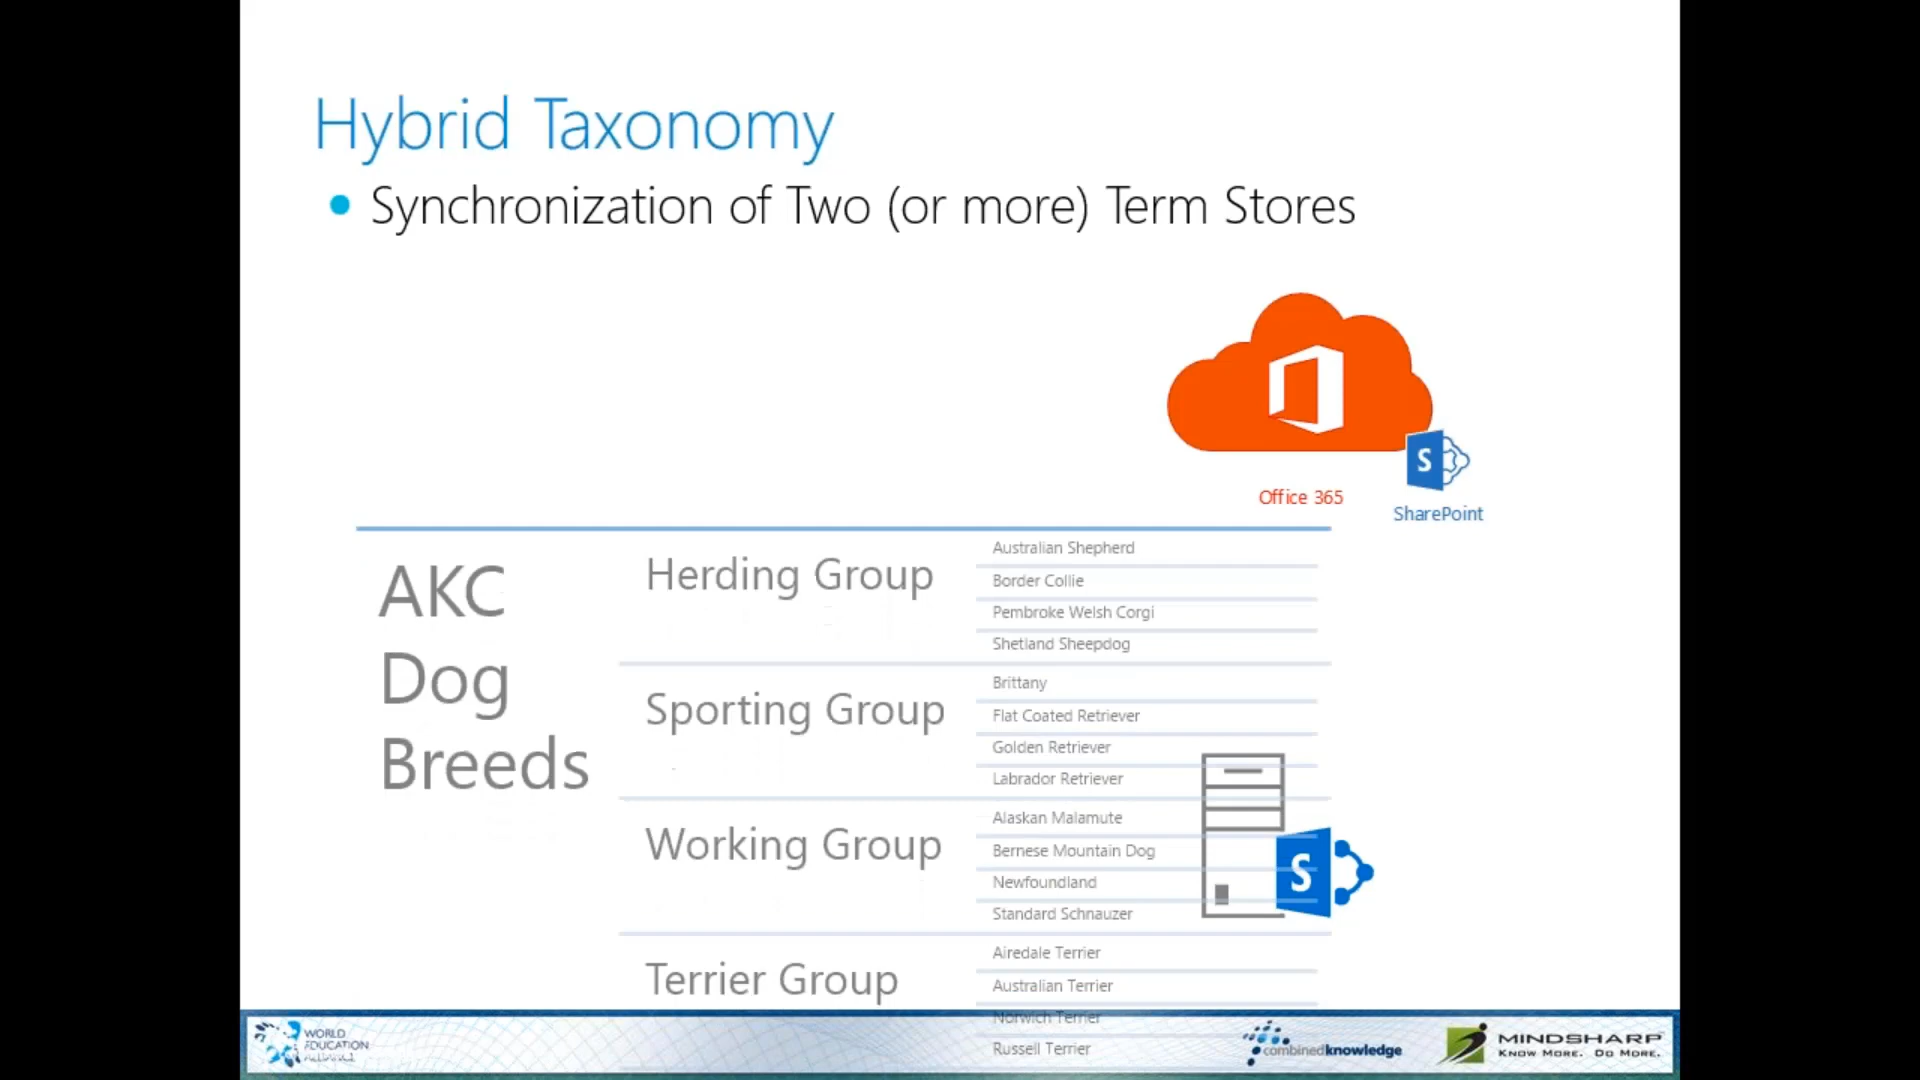 Hybrid Taxonomy
Synchronization of Two (or more) Term Stores
Office 365
S
SharePoint
AKC
Dog
Breeds
Herding Group
Australian Shepherd
Border Collie
Pembroke Welsh Corgi
Shetland Sheepdog
Sporting Group
Brittany
Flat Coated Retriever
Golden Retriever
Labrador Retriever
Working Group
Alaskan Malamute
Bernese Mountain Dog
Newfoundland
Standard Schnauzer
S
Terrier Group
Airedale Terrier
Australian Terrier
Norwich Terrier
Russell Terrier
WORLD
EDUCATION
ALLIANCE
combinedknowledge
MINDSHARP
KNOW MORE. DO MORE.